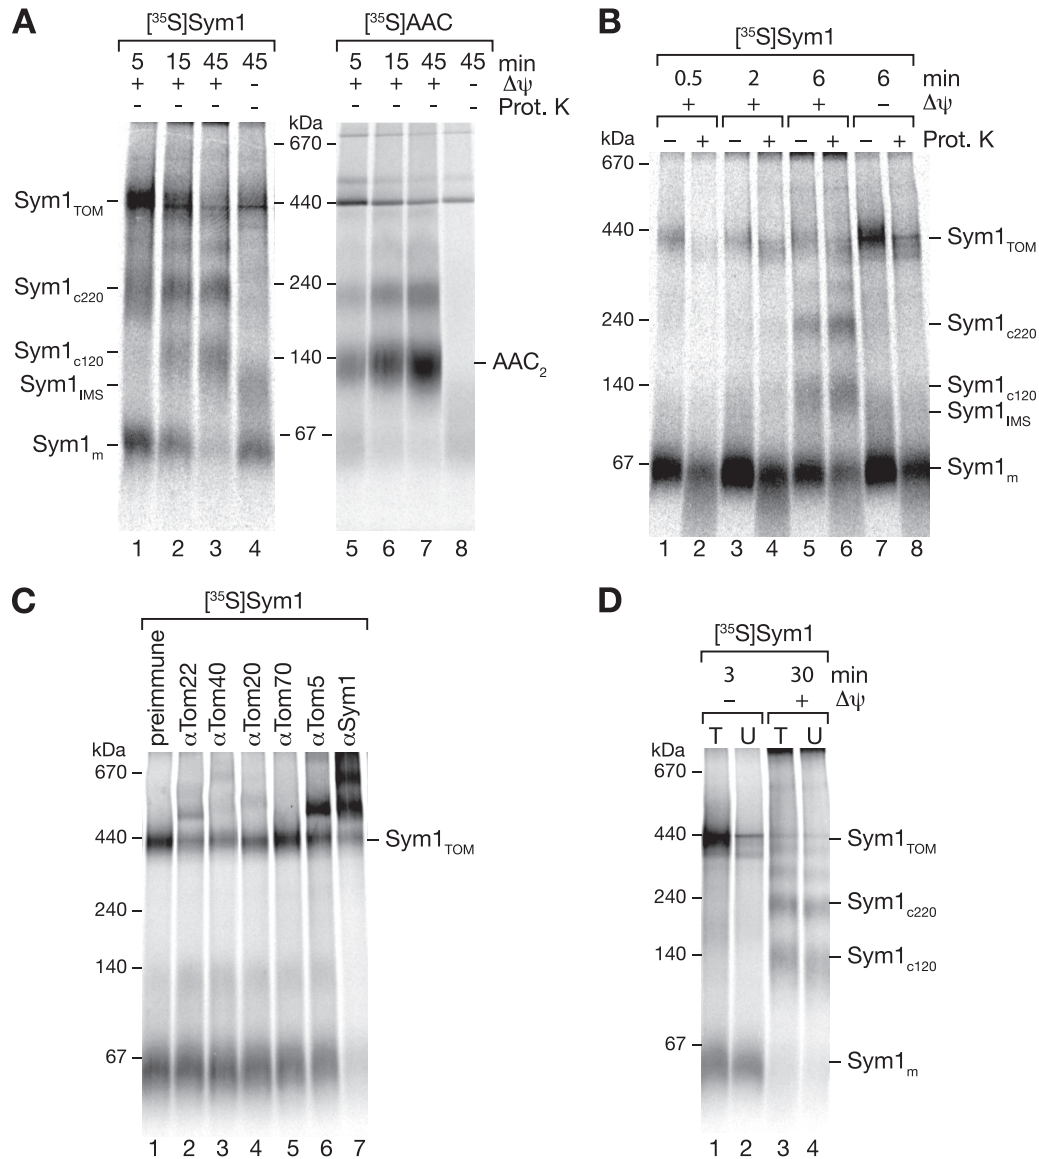 A
[³⁵S]Sym1
[³⁵S]AAC
5 15 45 45 5 15 45 45 min
+ + + - + + + - Δψ
- - - - - - - - Prot. K
kDa
670
Sym1TOM
440
Sym1c220
240
Sym1c120
140
AAC2
Sym1IMS
Sym1m
67
1 2 3 4 5 6 7 8
B
[³⁵S]Sym1
0.5 2 6 6 min
+ + + – Δψ
– + – + – + – + Prot. K
kDa
670
440
Sym1TOM
240
Sym1c220
140
Sym1c120
Sym1IMS
67
Sym1m
1 2 3 4 5 6 7 8
C
[³⁵S]Sym1
preimmune
αTom22
αTom40
αTom20
αTom70
αTom5
αSym1
kDa
670
440
Sym1TOM
240
140
67
1 2 3 4 5 6 7
D
[³⁵S]Sym1
3 30 min
– + Δψ
T U T U
kDa
670
440
Sym1TOM
240
Sym1c220
140
Sym1c120
67
Sym1m
1 2 3 4